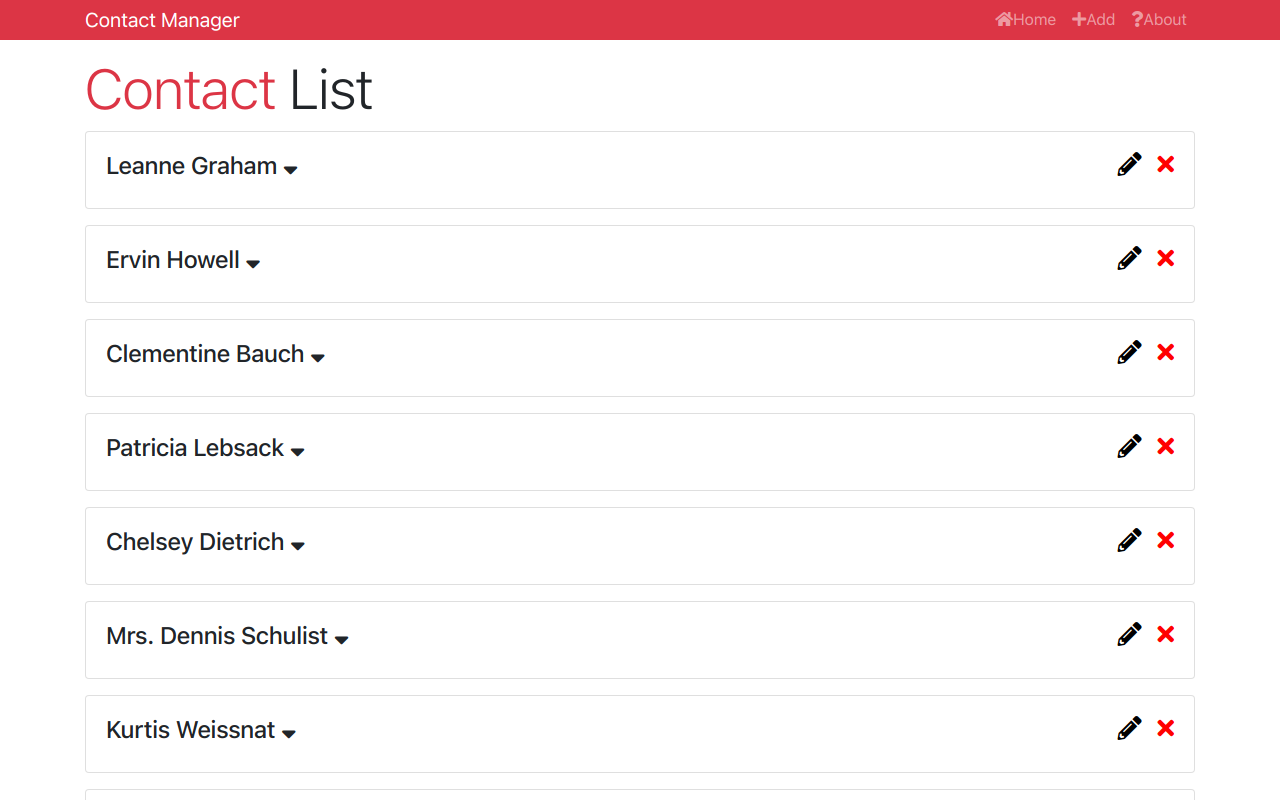 Contact Manager
Home Add About
Contact List
Leanne Graham
Ervin Howell
Clementine Bauch
Patricia Lebsack
Chelsey Dietrich
Mrs. Dennis Schulist
Kurtis Weissnat